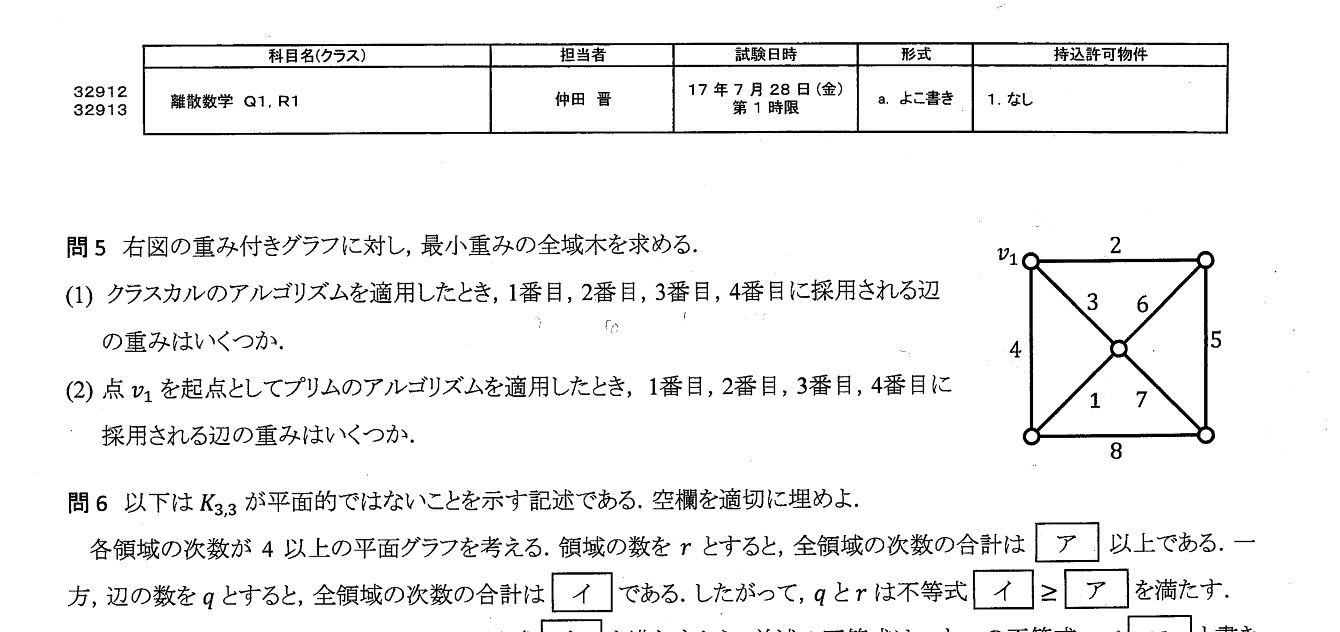 科目名(クラス) 担当者 試験日時 形式 持込許可物件
32912
32913
離散数学 Q1, R1 仲田 晋 17 年 7 月 28 日 (金) 第 1 時限 a. よこ書き 1. なし
問 5 右図の重み付きグラフに対し, 最小重みの全域木を求める.
(1) クラスカルのアルゴリズムを適用したとき, 1番目, 2番目, 3番目, 4番目に採用される辺
の重みはいくつか.
(2) 点 v₁ を起点としてプリムのアルゴリズムを適用したとき, 1番目, 2番目, 3番目, 4番目に
採用される辺の重みはいくつか.
v₁ 2
3 6
4 5
1 7
8
問 6 以下は K₃,₃ が平面的ではないことを示す記述である. 空欄を適切に埋めよ.
各領域の次数が 4 以上の平面グラフを考える. 領域の数を r とすると, 全領域の次数の合計は ア 以上である. 一
方, 辺の数を q とすると, 全領域の次数の合計は イ である. したがって, q と r は不等式 イ ≥ ア を満たす.